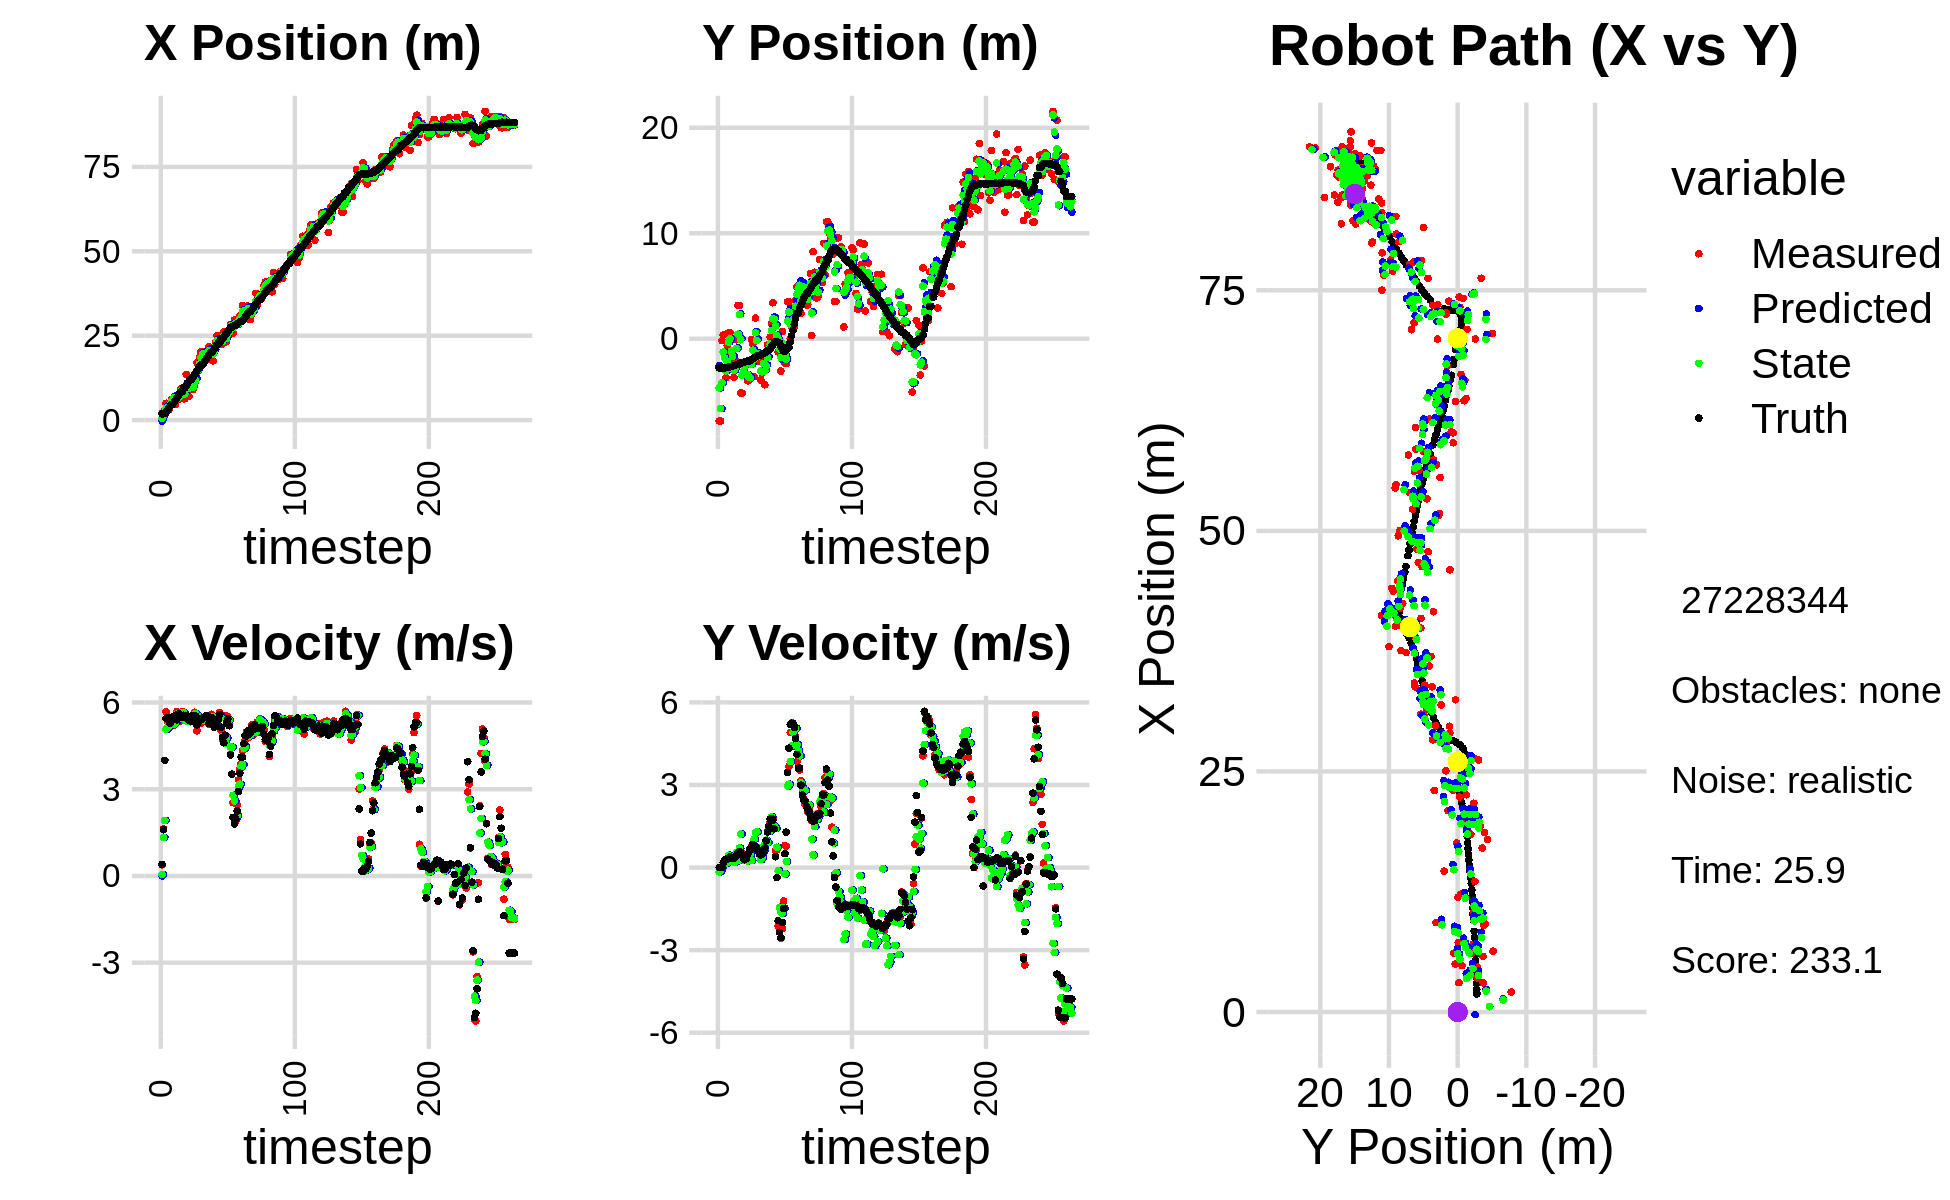 X Position (m)
75
50
25
0
0
100
200
timestep
Y Position (m)
20
10
0
0
100
200
timestep
X Velocity (m/s)
6
3
0
-3
0
100
200
timestep
Y Velocity (m/s)
6
3
0
-3
-6
0
100
200
timestep
Robot Path (X vs Y)
X Position (m)
75
50
25
0
20 10 0 -10 -20
Y Position (m)
variable
Measured
Predicted
State
Truth
27228344
Obstacles: none
Noise: realistic
Time: 25.9
Score: 233.1